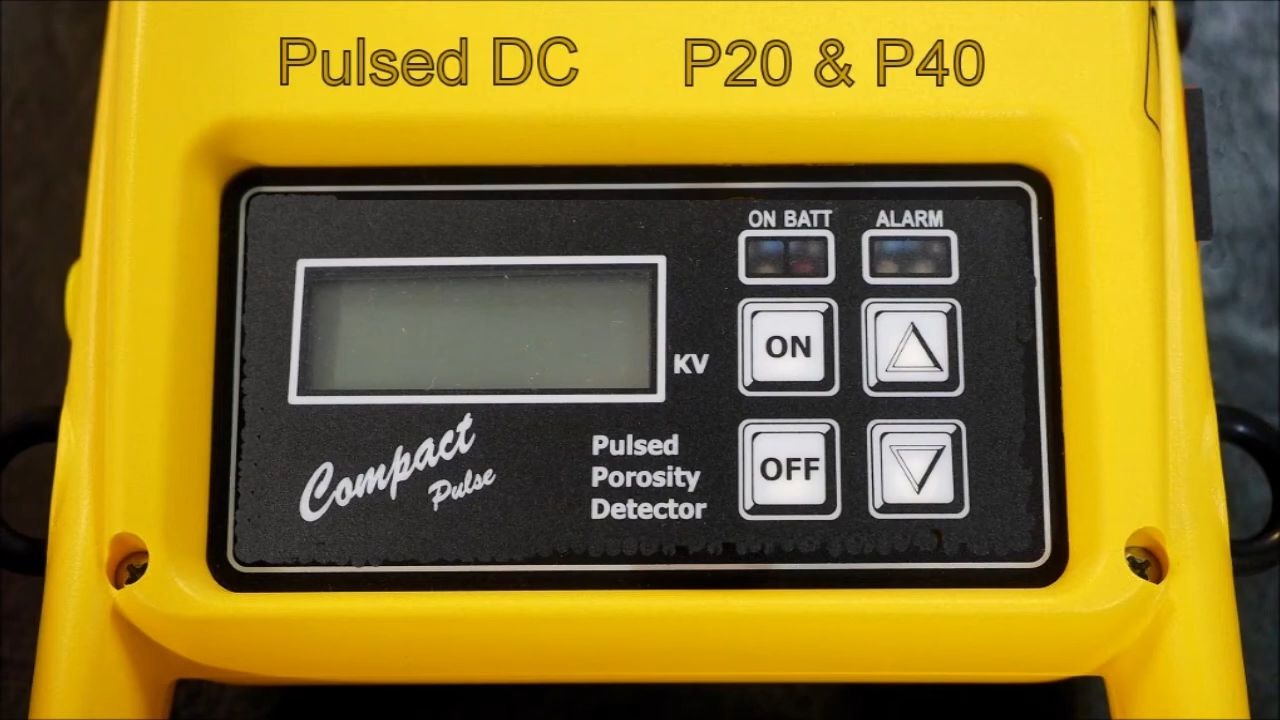 Pulsed DC P20 & P40
ON BATT ALARM
KV
ON
Compact
Pulse
Pulsed
Porosity
Detector
OFF